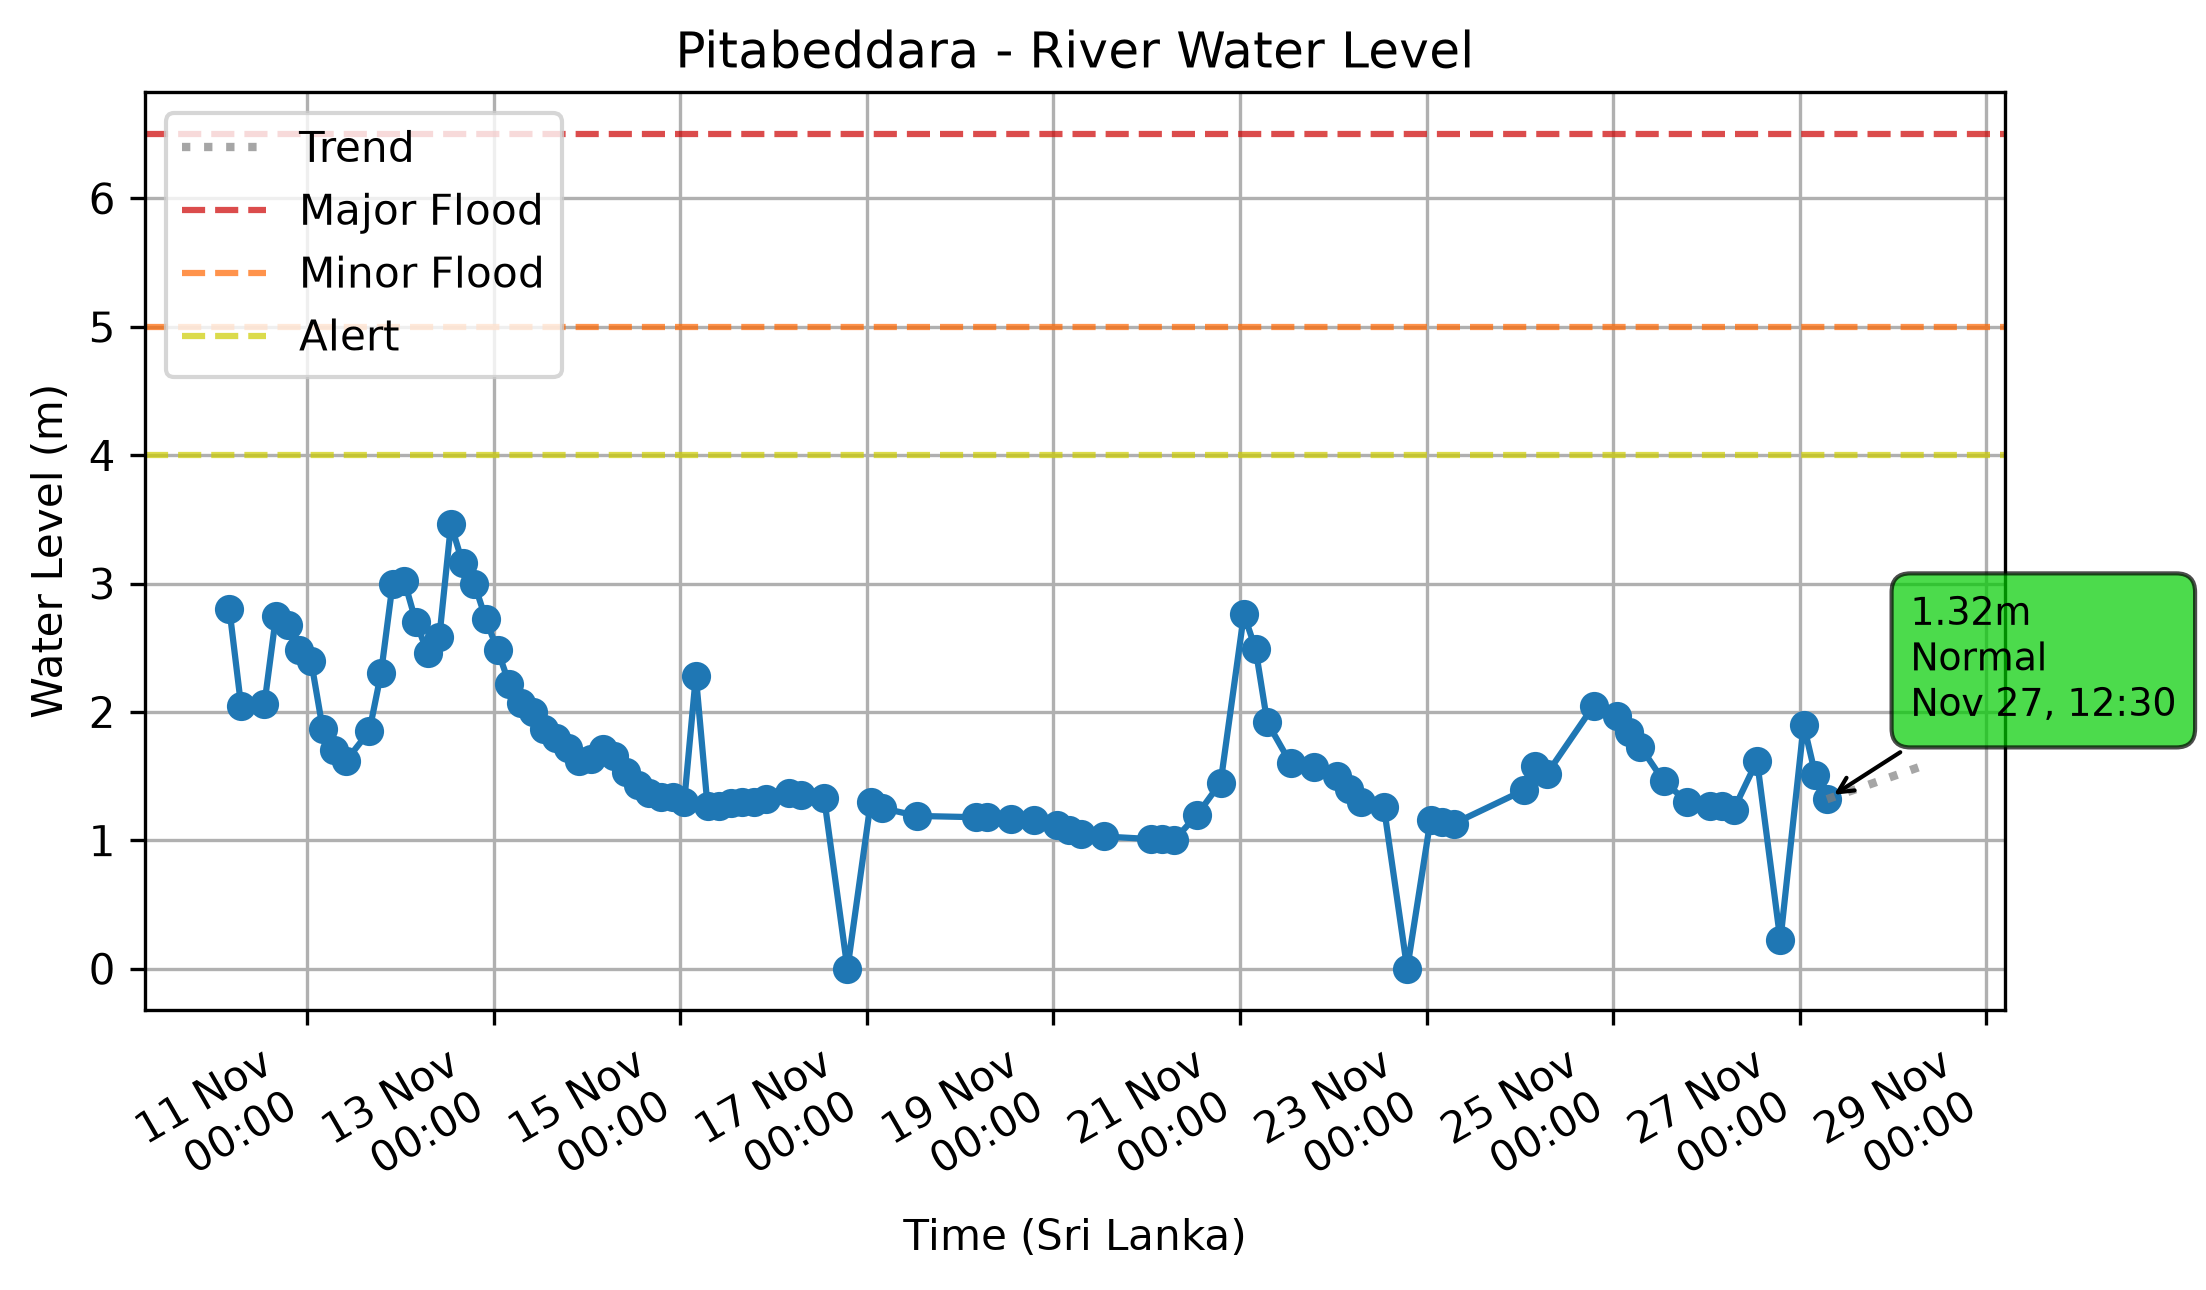 Pitabeddara - River Water Level
Trend
Major Flood
Minor Flood
Alert
Water Level (m)
6
5
4
3
2
1
0
1.32m
Normal
Nov 27, 12:30
11 Nov
00:00
13 Nov
00:00
15 Nov
00:00
17 Nov
00:00
19 Nov
00:00
21 Nov
00:00
23 Nov
00:00
25 Nov
00:00
27 Nov
00:00
29 Nov
00:00
Time (Sri Lanka)